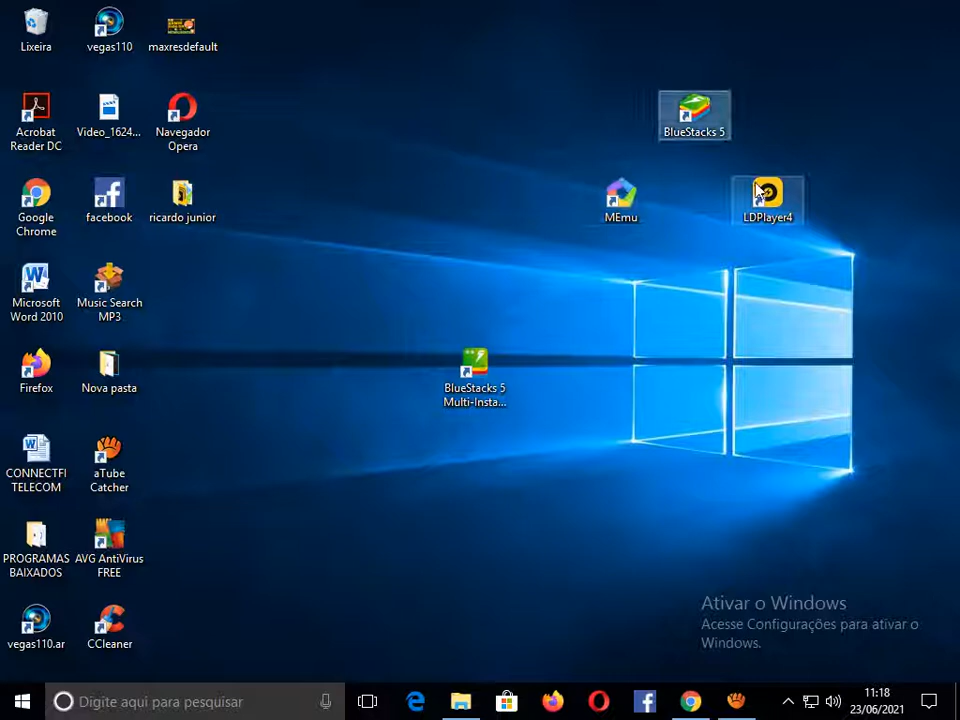 Lixeira
vegas110
maxresdefault
BlueStacks 5
Acrobat
Reader DC
Video_1624...
Navegador
Opera
Google
Chrome
facebook
ricardo junior
MEmu
LDPlayer4
Microsoft
Word 2010
Music Search
MP3
Firefox
Nova pasta
BlueStacks 5
Multi-Insta...
CONNECTFI
TELECOM
aTube
Catcher
PROGRAMAS
BAIXADOS
AVG AntiVirus
FREE
vegas110.ar
CCleaner
Ativar o Windows
Acesse Configurações para ativar o
Windows.
Digite aqui para pesquisar
11:18
23/06/2021